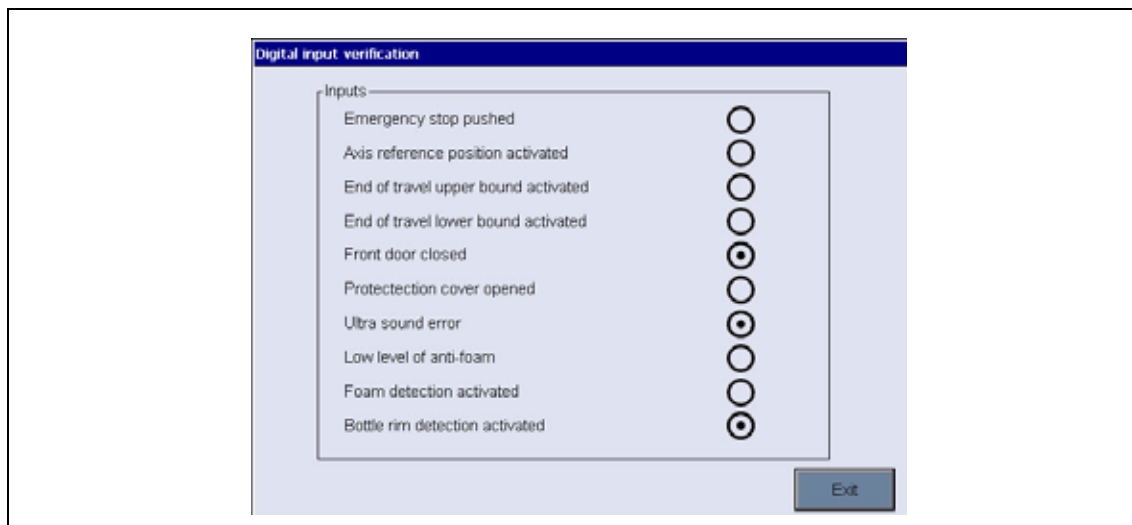 Digital input verification
Inputs
Emergency stop pushed
Axis reference position activated
End of travel upper bound activated
End of travel lower bound activated
Front door closed
Protectection cover opened
Ultra sound error
Low level of anti-foam
Foam detection activated
Bottle rim detection activated
Exit